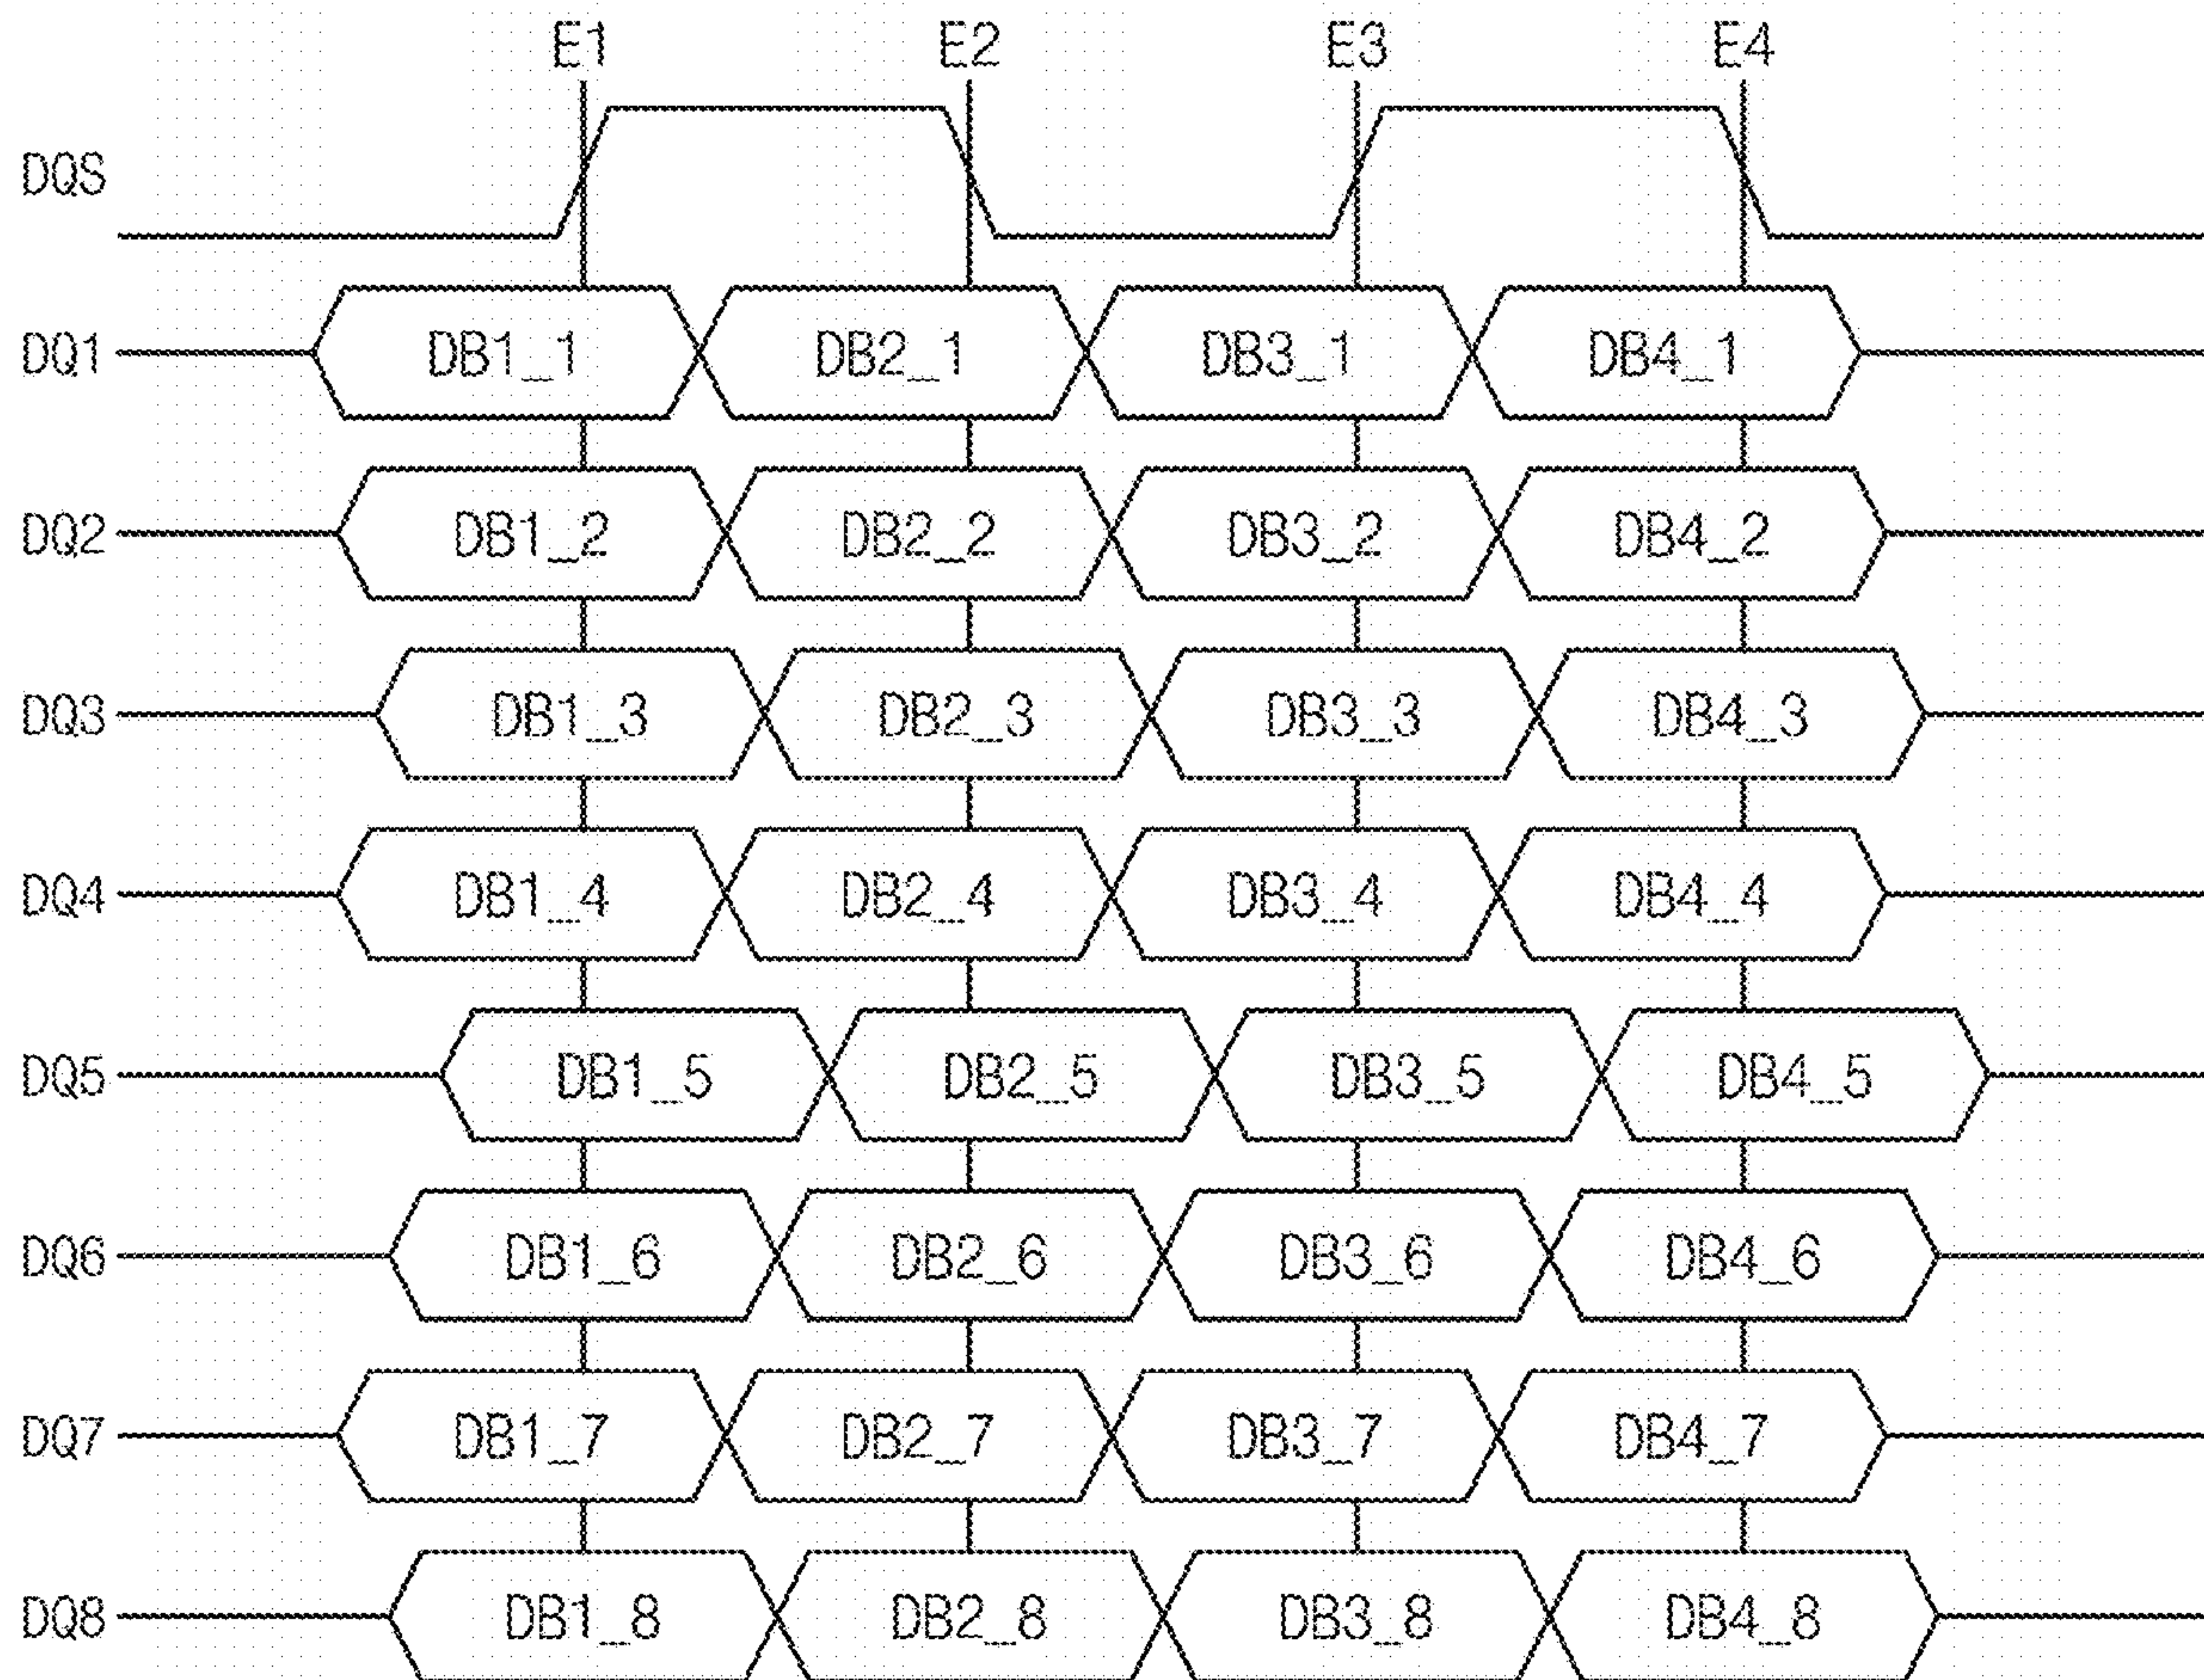 E1 E2 E3 E4
DQS
DQ1 DB1_1 DB2_1 DB3_1 DB4_1
DQ2 DB1_2 DB2_2 DB3_2 DB4_2
DQ3 DB1_3 DB2_3 DB3_3 DB4_3
DQ4 DB1_4 DB2_4 DB3_4 DB4_4
DQ5 DB1_5 DB2_5 DB3_5 DB4_5
DQ6 DB1_6 DB2_6 DB3_6 DB4_6
DQ7 DB1_7 DB2_7 DB3_7 DB4_7
DQ8 DB1_8 DB2_8 DB3_8 DB4_8